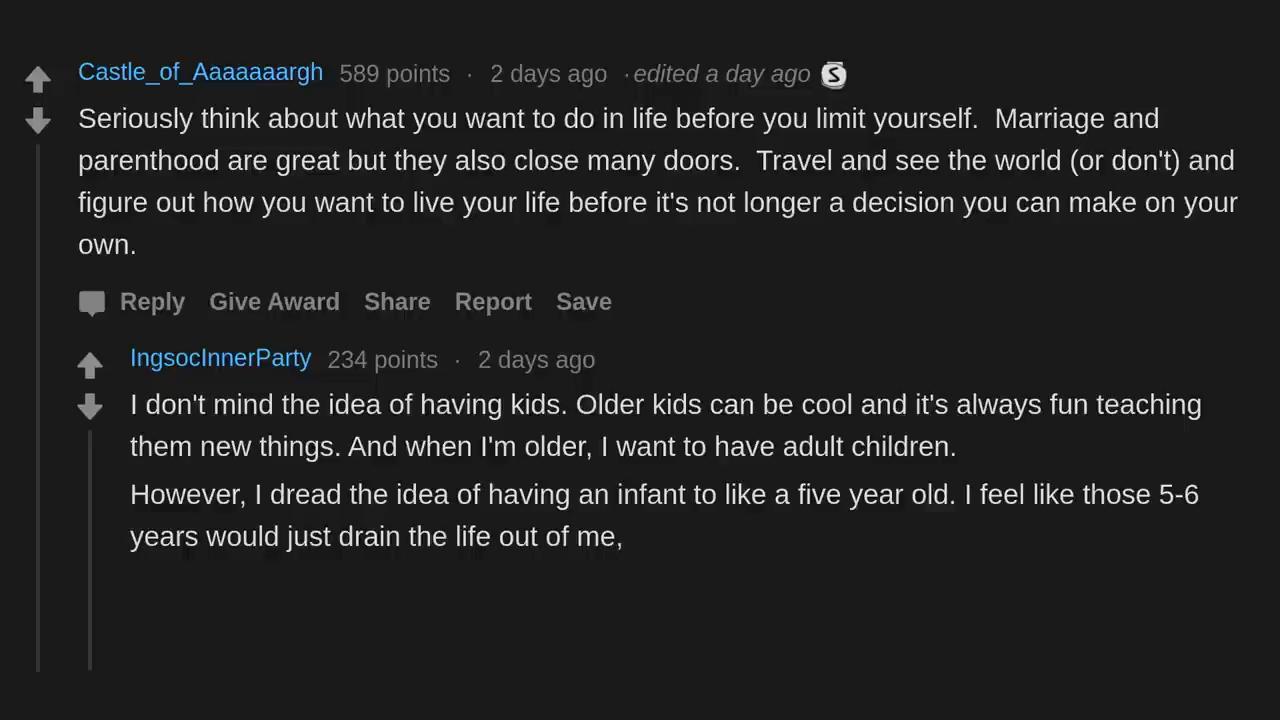 Castle_of_Aaaaaaargh 589 points · 2 days ago · edited a day ago S
Seriously think about what you want to do in life before you limit yourself.  Marriage and
parenthood are great but they also close many doors.  Travel and see the world (or don't) and
figure out how you want to live your life before it's not longer a decision you can make on your
own.
Reply Give Award Share Report Save
IngsocInnerParty 234 points · 2 days ago
I don't mind the idea of having kids. Older kids can be cool and it's always fun teaching
them new things. And when I'm older, I want to have adult children.
However, I dread the idea of having an infant to like a five year old. I feel like those 5-6
years would just drain the life out of me,